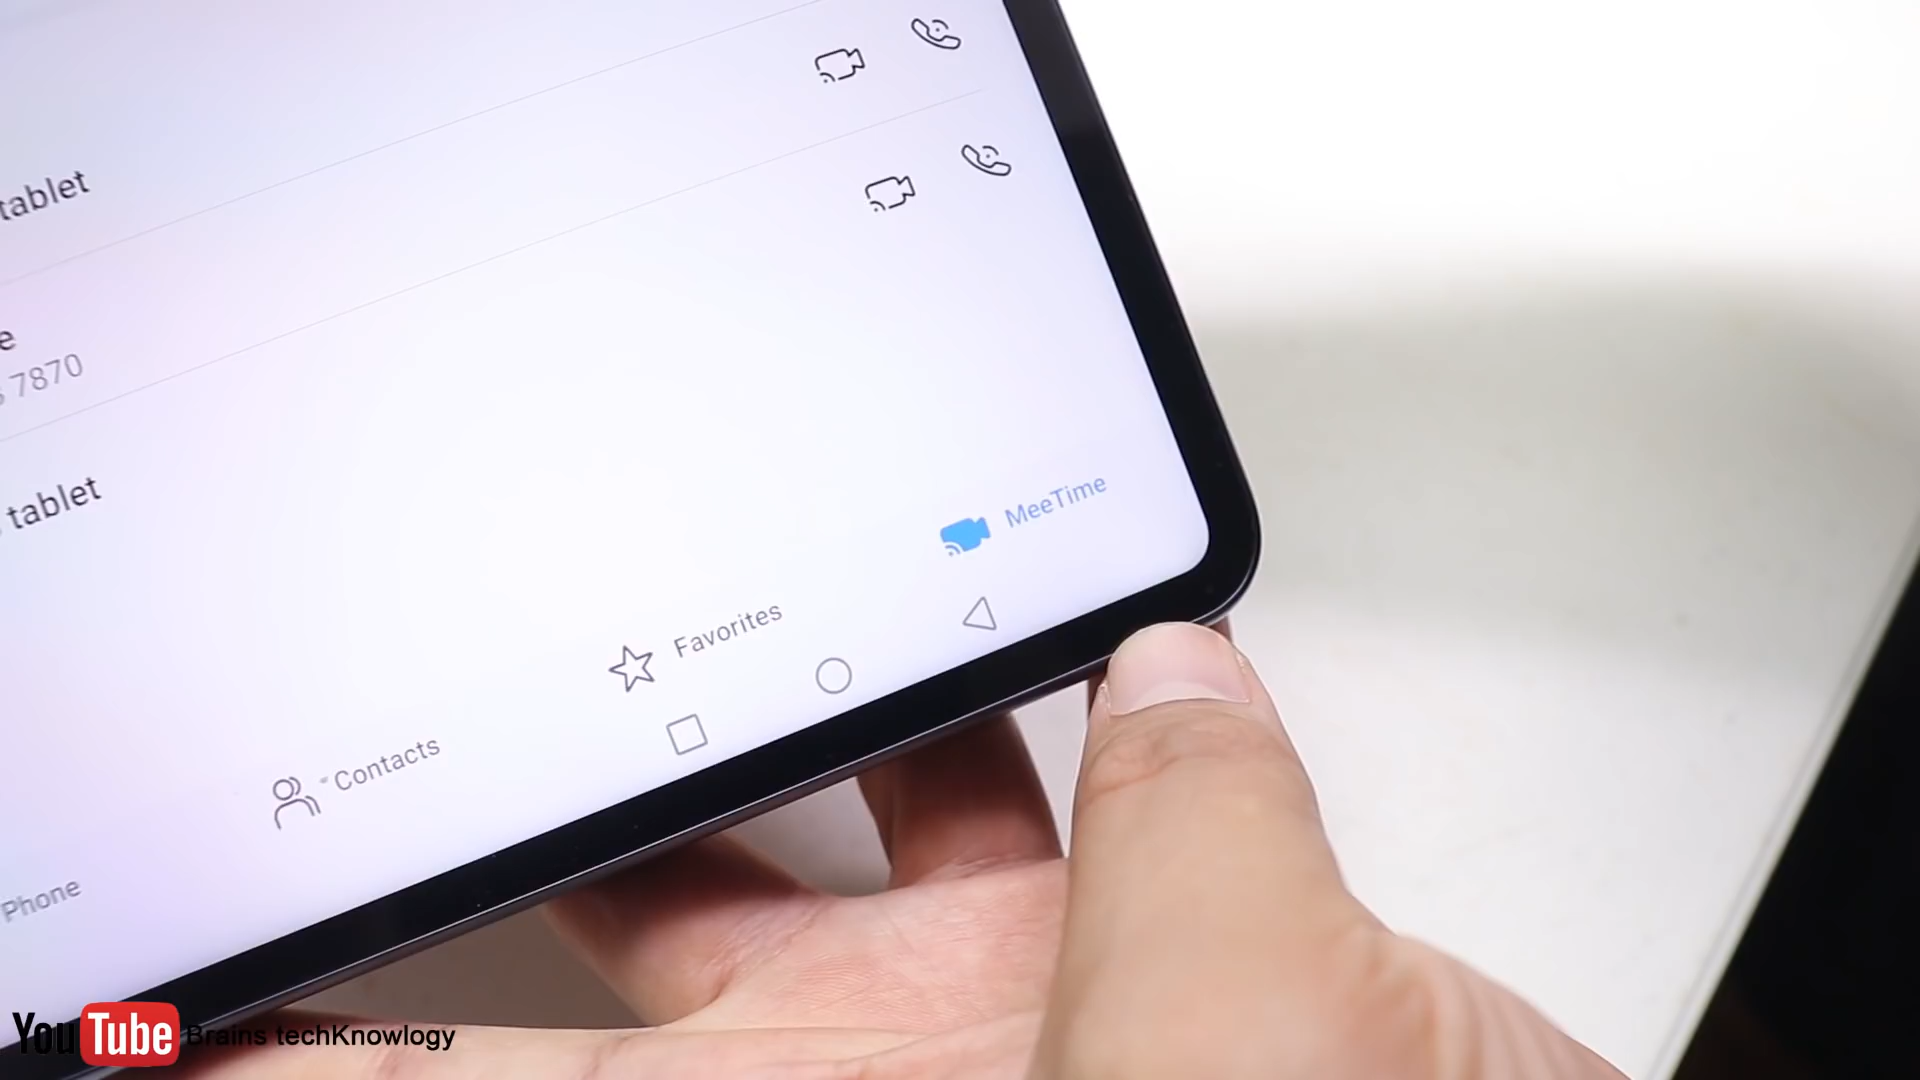 tablet
e
7870
tablet
MeeTime
Favorites
Contacts
Phone
YouTube Brains techKnowlogy